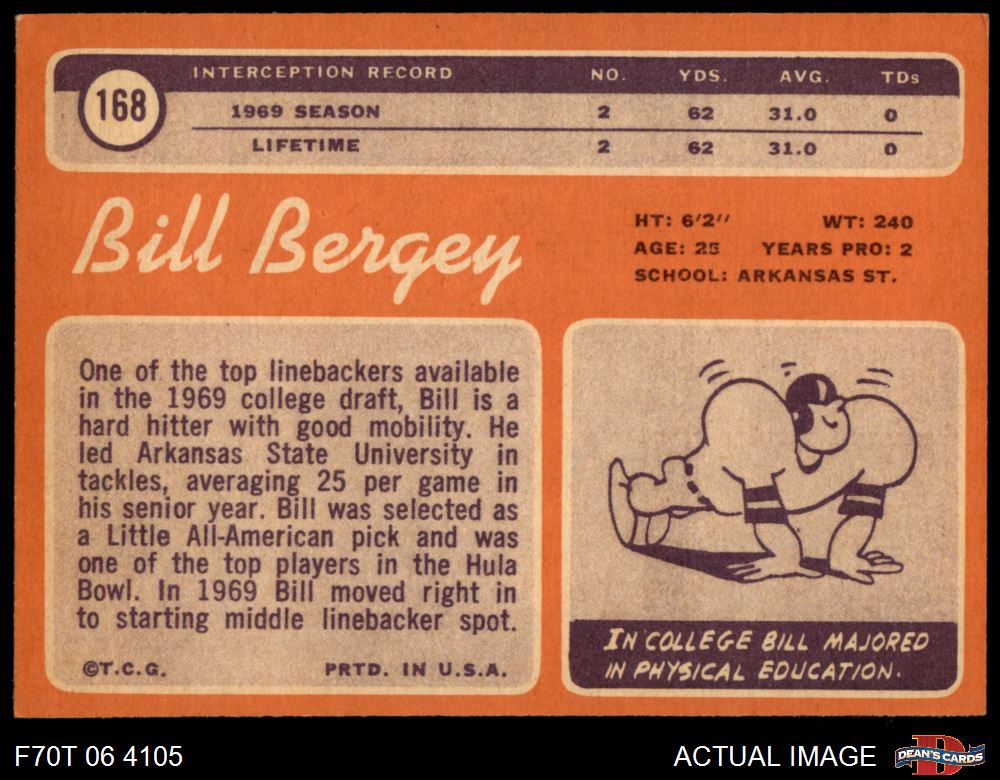 168
INTERCEPTION RECORD NO. YDS. AVG. TDs
1969 SEASON 2 62 31.0 0
LIFETIME 2 62 31.0 0
Bill Bergey
HT: 6'2'' WT: 240
AGE: 25 YEARS PRO: 2
SCHOOL: ARKANSAS ST.
One of the top linebackers available
in the 1969 college draft, Bill is a
hard hitter with good mobility. He
led Arkansas State University in
tackles, averaging 25 per game in
his senior year. Bill was selected as
a Little All-American pick and was
one of the top players in the Hula
Bowl. In 1969 Bill moved right in
to starting middle linebacker spot.
©T.C.G. PRTD. IN U.S.A.
IN COLLEGE BILL MAJORED
IN PHYSICAL EDUCATION.
F70T 06 4105 ACTUAL IMAGE
D
DEAN'S CARDS